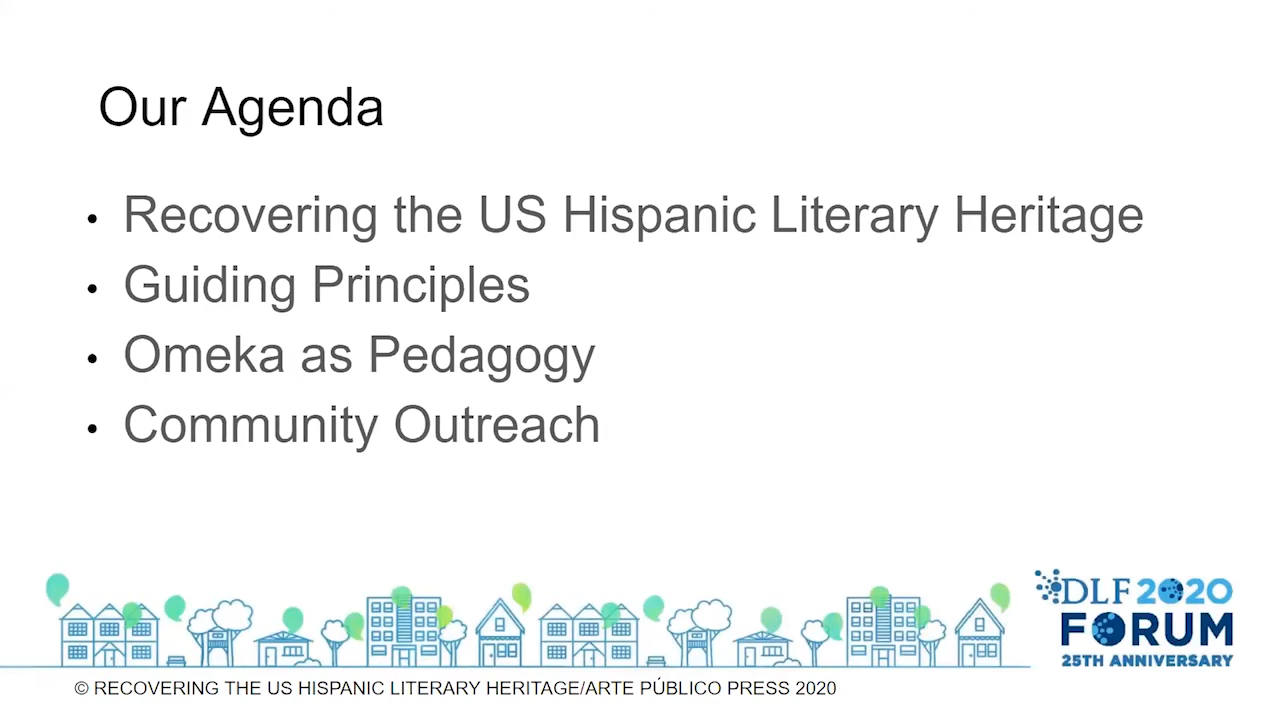 Our Agenda
• Recovering the US Hispanic Literary Heritage
• Guiding Principles
• Omeka as Pedagogy
• Community Outreach
DLF 2020
FORUM
25TH ANNIVERSARY
© RECOVERING THE US HISPANIC LITERARY HERITAGE/ARTE PÚBLICO PRESS 2020